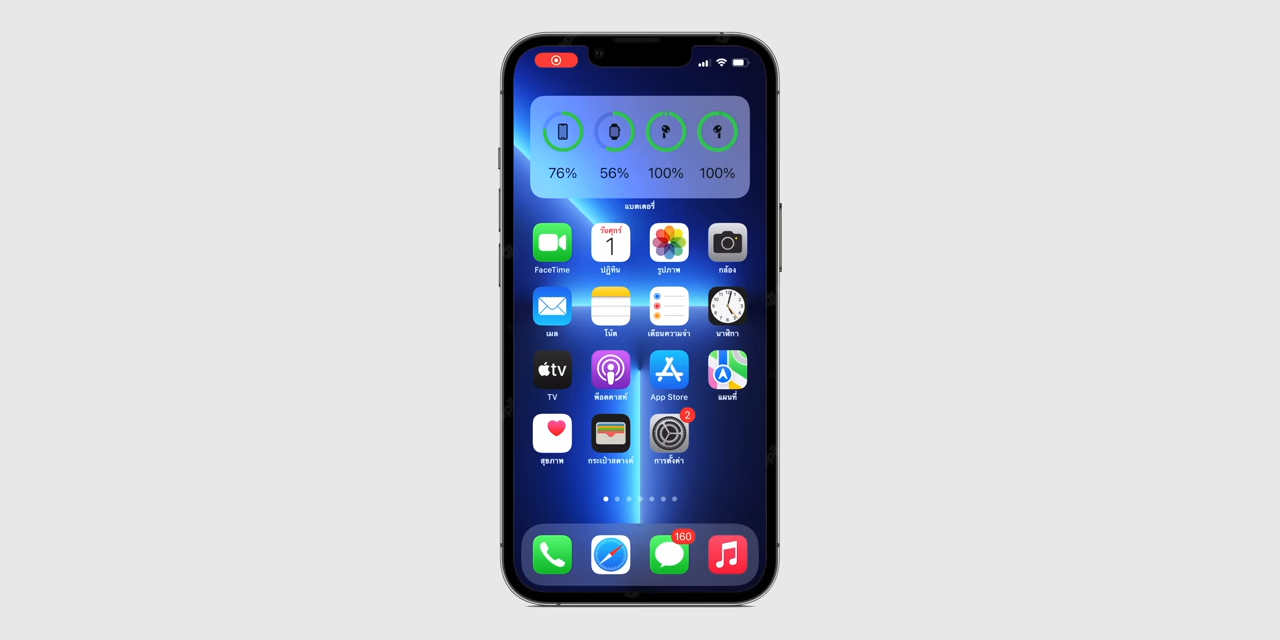 76% 56% 100% 100%
แบตเตอรี่
วันศุกร์
1
FaceTime ปฏิทิน รูปภาพ กล้อง
เมล โน้ต เตือนความจำ นาฬิกา
tv
TV พ็อดคาสท์ App Store แผนที่
2
สุขภาพ กระเป๋าสตางค์ การตั้งค่า
160